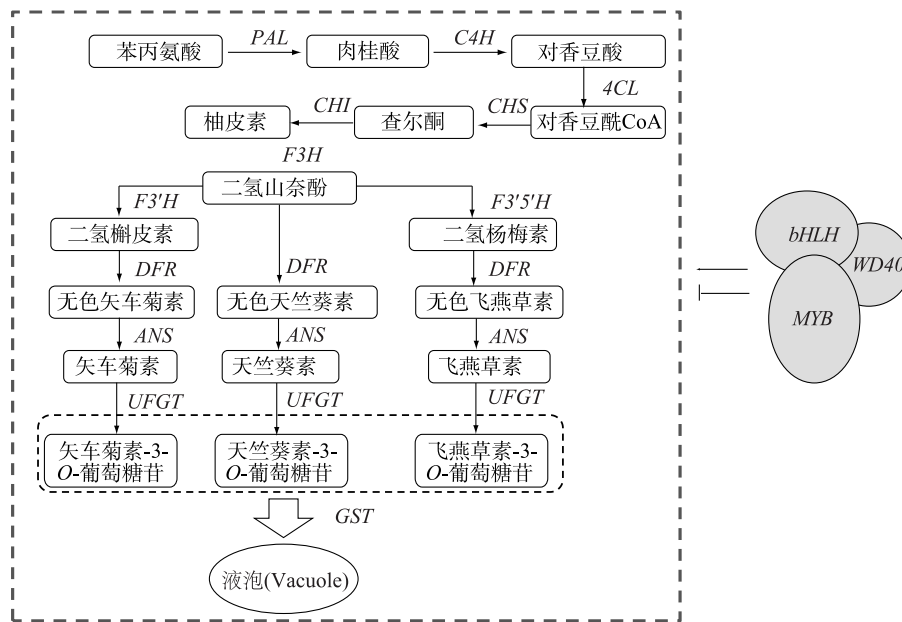 苯丙氨酸 PAL 肉桂酸 C4H 对香豆酸
4CL
柚皮素 CHI 查尔酮 CHS 对香豆酰CoA
F3H
二氢山奈酚
F3'H F3'5'H
二氢槲皮素 二氢杨梅素
DFR DFR DFR
无色矢车菊素 无色天竺葵素 无色飞燕草素
ANS ANS ANS
矢车菊素 天竺葵素 飞燕草素
UFGT UFGT UFGT
矢车菊素-3- 天竺葵素-3- 飞燕草素-3-
O-葡萄糖苷 O-葡萄糖苷 O-葡萄糖苷
GST
液泡(Vacuole)
bHLH
WD40
MYB